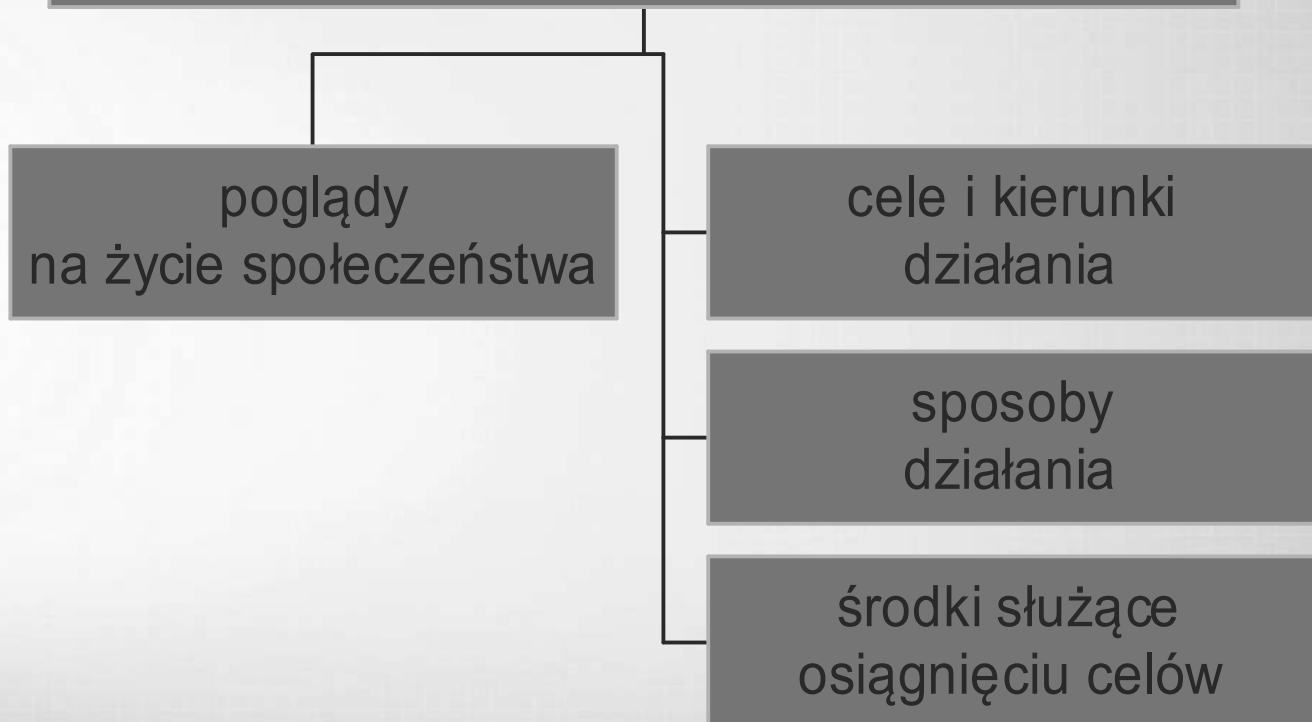 poglądy
na życie społeczeństwa
cele i kierunki
działania
sposoby
działania
środki służące
osiągnięciu celów